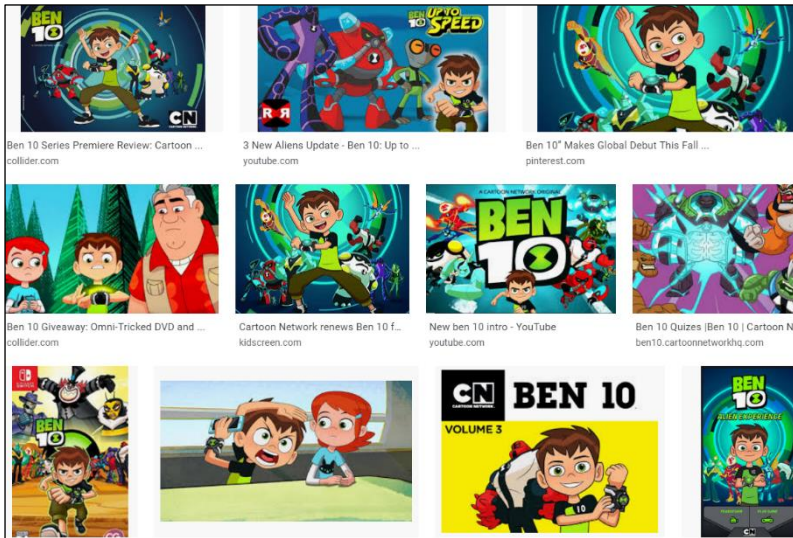 BEN
10
CN
CARTOON NETWORK
BEN
10
UP TO
SPEED
BEN
10
Ben 10 Series Premiere Review: Cartoon ...
collider.com
3 New Aliens Update - Ben 10: Up to ...
youtube.com
Ben 10" Makes Global Debut This Fall ...
pinterest.com
A CARTOON NETWORK ORIGINAL
BEN
10
Ben 10 Giveaway: Omni-Tricked DVD and ...
collider.com
Cartoon Network renews Ben 10 f...
kidscreen.com
New ben 10 intro - YouTube
youtube.com
Ben 10 Quizes |Ben 10 | Cartoon N
ben10.cartoonnetworkhq.com
BEN
10
CN
CARTOON NETWORK
BEN 10
VOLUME 3
10
BEN
10
ALIEN EXPERIENCE
CN